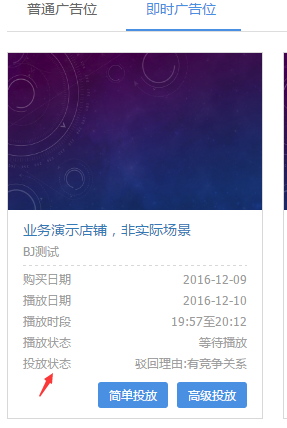 普通广告位 即时广告位
业务演示店铺，非实际场景
BJ测试
购买日期 2016-12-09
播放日期 2016-12-10
播放时段 19:57至20:12
播放状态 等待播放
投放状态 驳回理由:有竞争关系
简单投放 高级投放